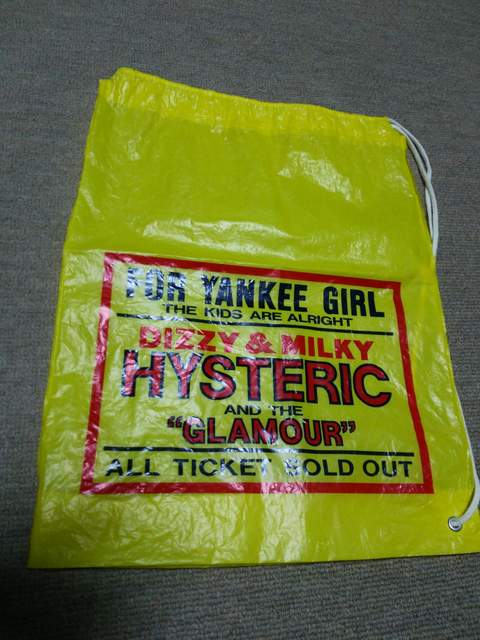 FOR YANKEE GIRL
THE KIDS ARE ALRIGHT
DIZZY & MILKY
HYSTERIC
AND THE
"GLAMOUR"
ALL TICKET SOLD OUT